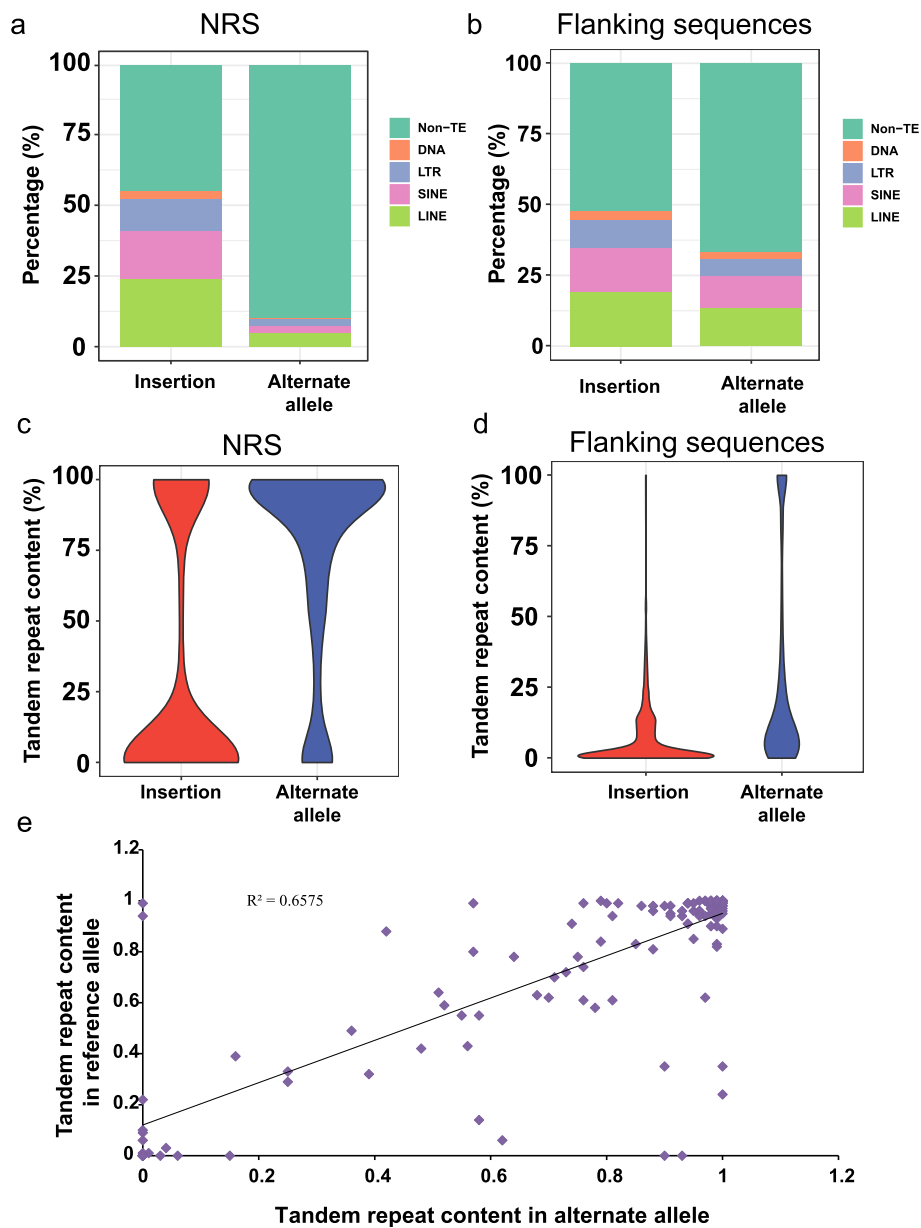 a
NRS
100
75
50
25
0
Percentage (%)
Insertion
Alternate
allele
Non-TE
DNA
LTR
SINE
LINE
b
Flanking sequences
100
75
50
25
0
Percentage (%)
Insertion
Alternate
allele
Non-TE
DNA
LTR
SINE
LINE
c
NRS
100
75
50
25
0
Tandem repeat content (%)
Insertion
Alternate
allele
d
Flanking sequences
100
75
50
25
0
Tandem repeat content (%)
Insertion
Alternate
allele
e
1.2
1
0.8
0.6
0.4
0.2
0
Tandem repeat content
in reference allele
R² = 0.6575
0
0.2
0.4
0.6
0.8
1
1.2
Tandem repeat content in alternate allele